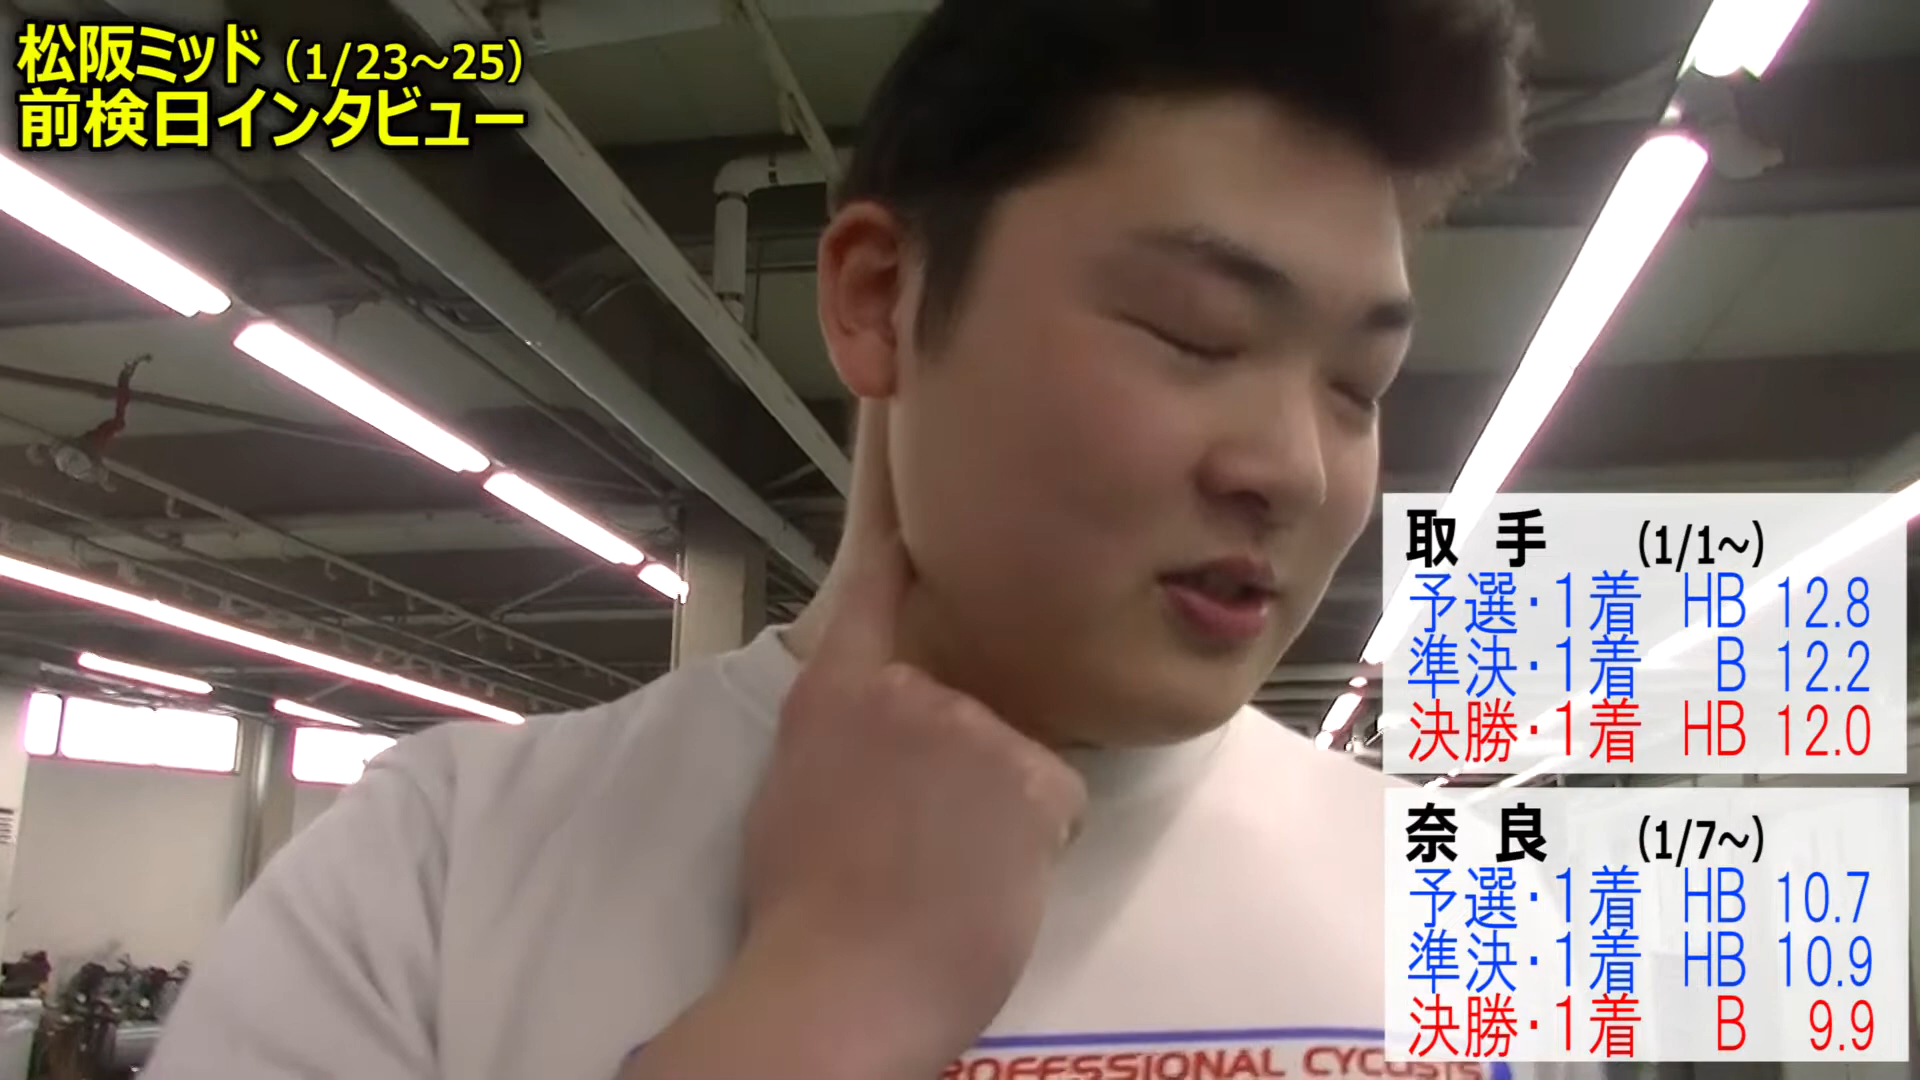 松阪ミッド（1/23～25）
前検日インタビュー
取手 （1/1～）
予選・1着 HB 12.8
準決・1着 B 12.2
決勝・1着 HB 12.0
奈良 （1/7～）
予選・1着 HB 10.7
準決・1着 HB 10.9
決勝・1着 B 9.9
PROFESSIONAL CYCLISTS